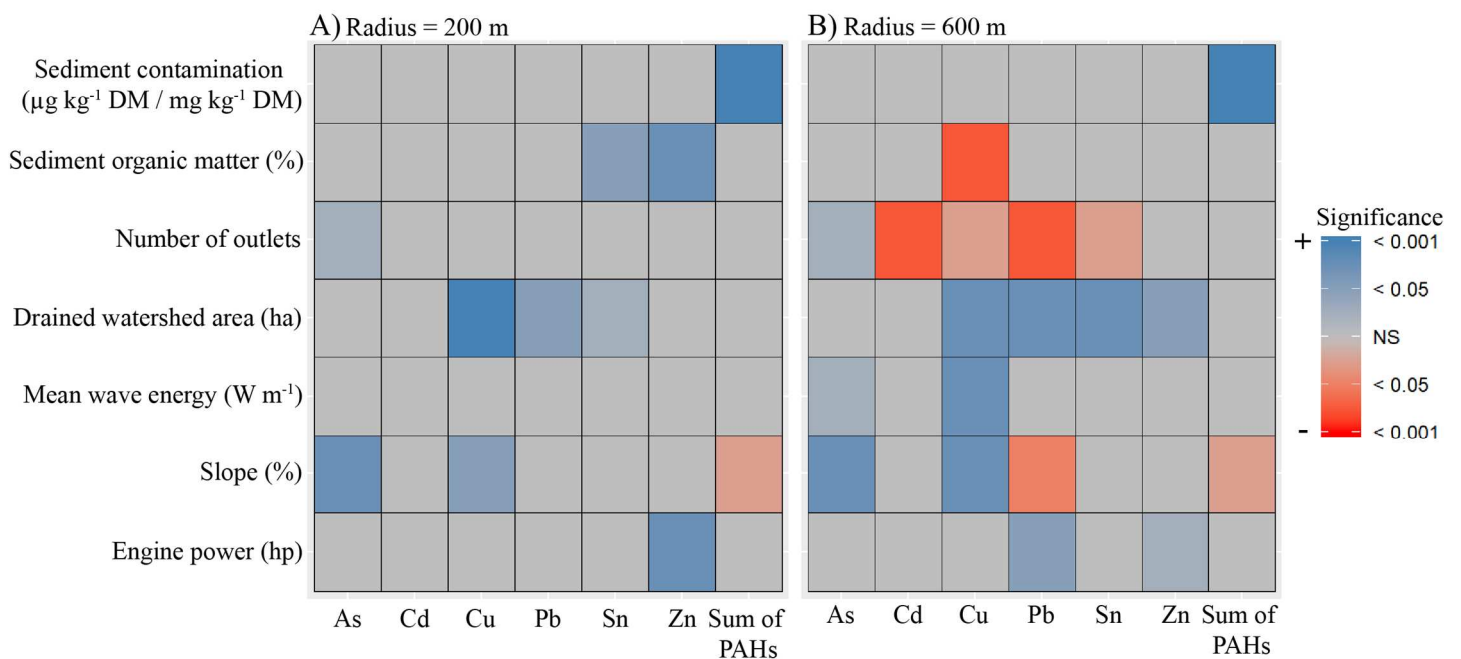 A) Radius = 200 m
B) Radius = 600 m
Sediment contamination
(µg kg⁻¹ DM / mg kg⁻¹ DM)
Sediment organic matter (%)
Number of outlets
Drained watershed area (ha)
Mean wave energy (W m⁻¹)
Slope (%)
Engine power (hp)
As Cd Cu Pb Sn Zn Sum of
PAHs
As Cd Cu Pb Sn Zn Sum of
PAHs
Significance
+ < 0.001
< 0.05
NS
< 0.05
- < 0.001